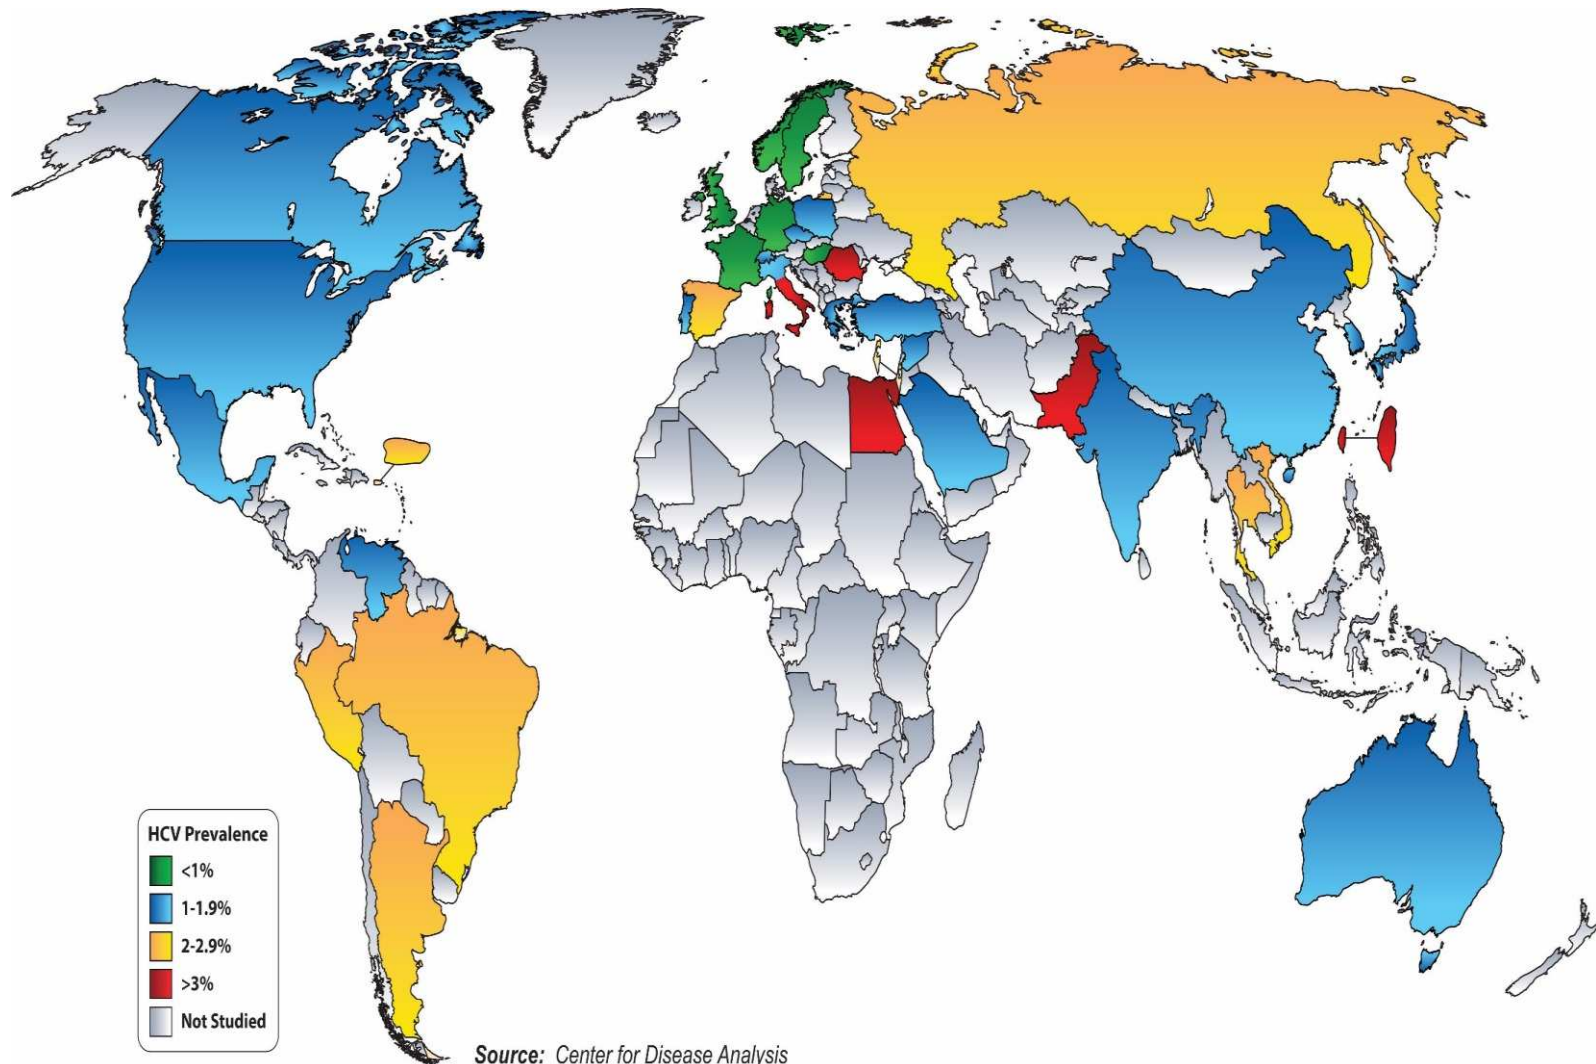 HCV Prevalence
<1%
1-1.9%
2-2.9%
>3%
Not Studied
Source: Center for Disease Analysis